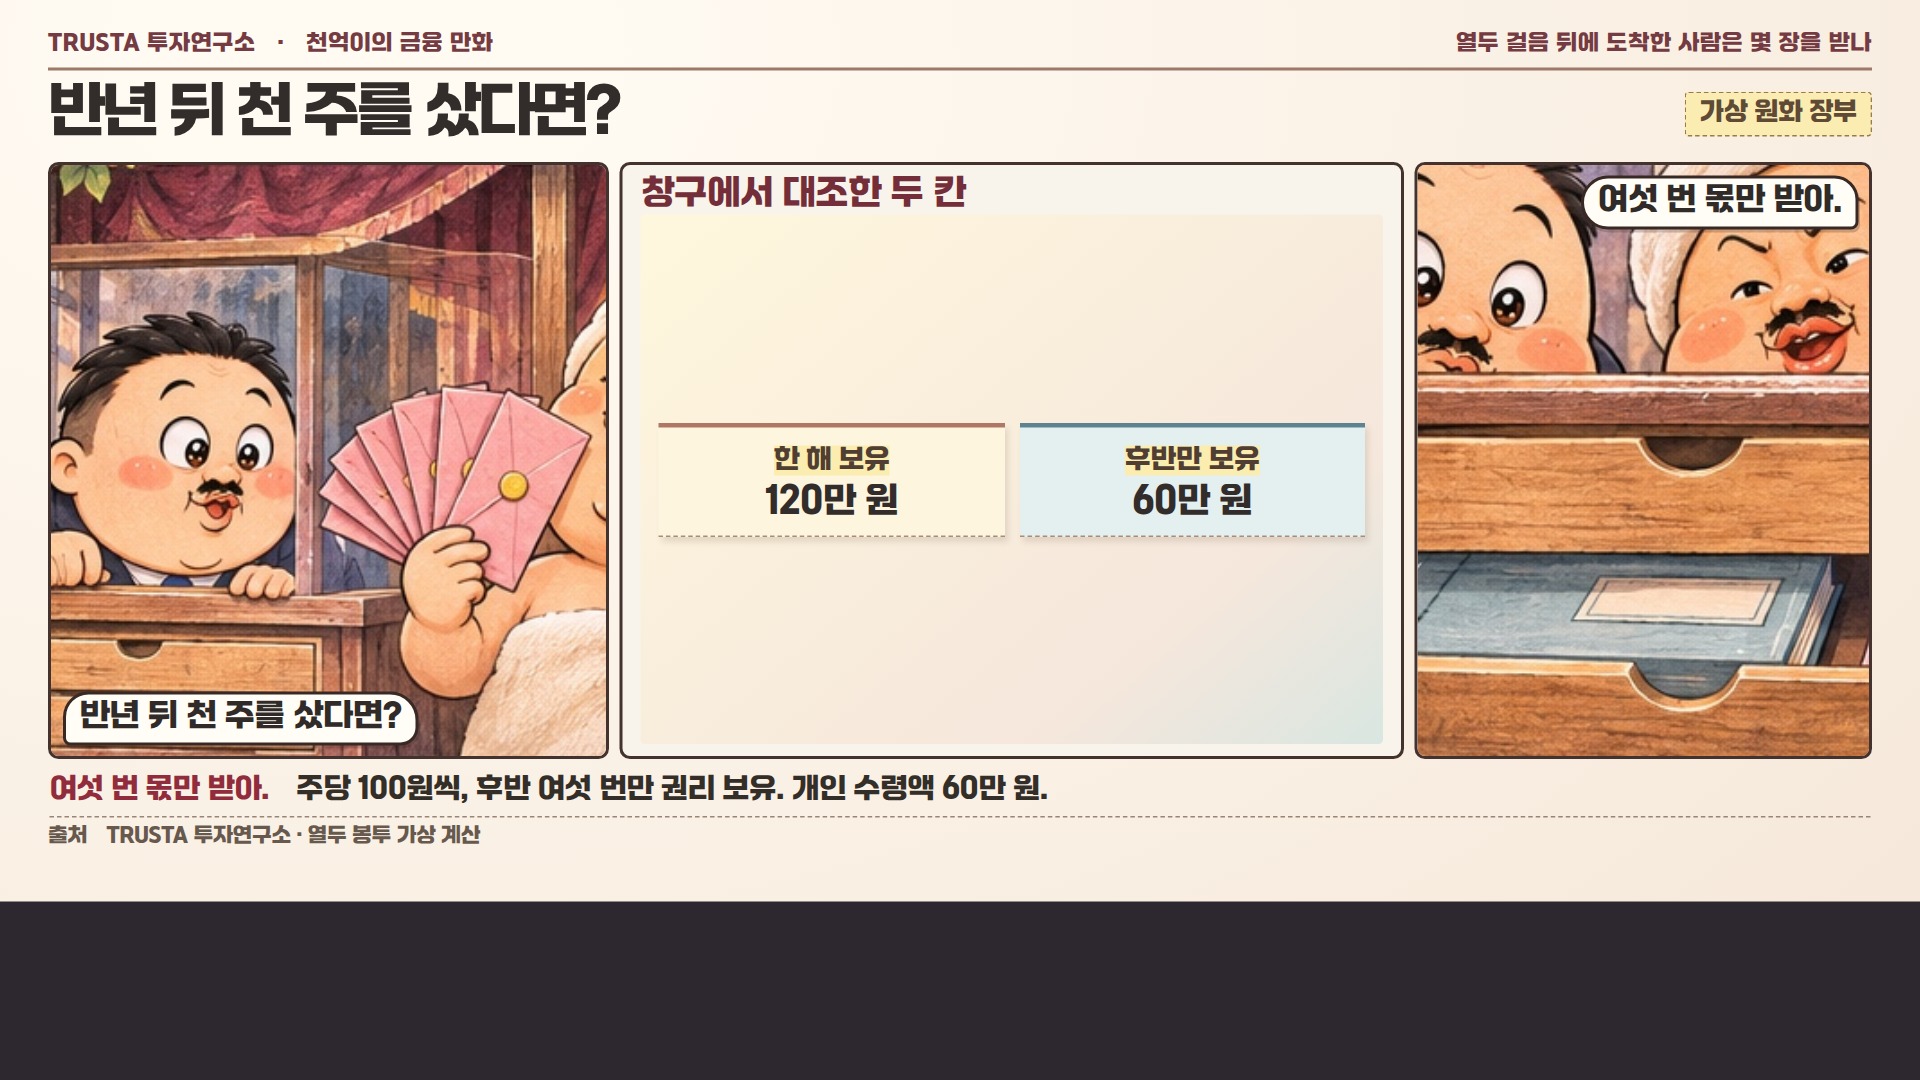 TRUSTA 투자연구소 · 천억이의 금융 만화
열두 걸음 뒤에 도착한 사람은 몇 장을 받나
반년 뒤 천 주를 샀다면?
가상 원화 장부
반년 뒤 천 주를 샀다면?
창구에서 대조한 두 칸
한 해 보유
120만 원
후반만 보유
60만 원
여섯 번 몫만 받아.
여섯 번 몫만 받아. 주당 100원씩, 후반 여섯 번만 권리 보유. 개인 수령액 60만 원.
출처 TRUSTA 투자연구소 · 열두 봉투 가상 계산